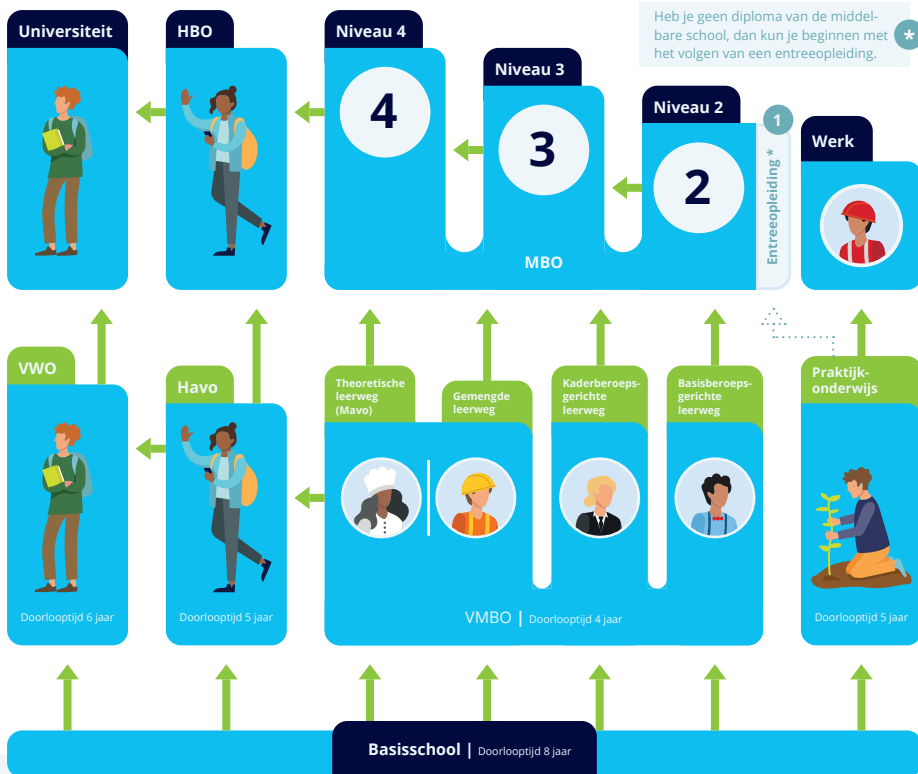 Universiteit
HBO
Niveau 4
Niveau 3
Niveau 2
Heb je geen diploma van de middel-
bare school, dan kun je beginnen met
het volgen van een entreeopleiding.
*
4
3
2
1
Entreeopleiding *
Werk
MBO
VWO
Havo
Theoretische
leerweg
(Mavo)
Gemengde
leerweg
Kaderberoeps-
gerichte
leerweg
Basisberoeps-
gerichte
leerweg
Praktijk-
onderwijs
Doorlooptijd 6 jaar
Doorlooptijd 5 jaar
VMBO | Doorlooptijd 4 jaar
Doorlooptijd 5 jaar
Basisschool | Doorlooptijd 8 jaar